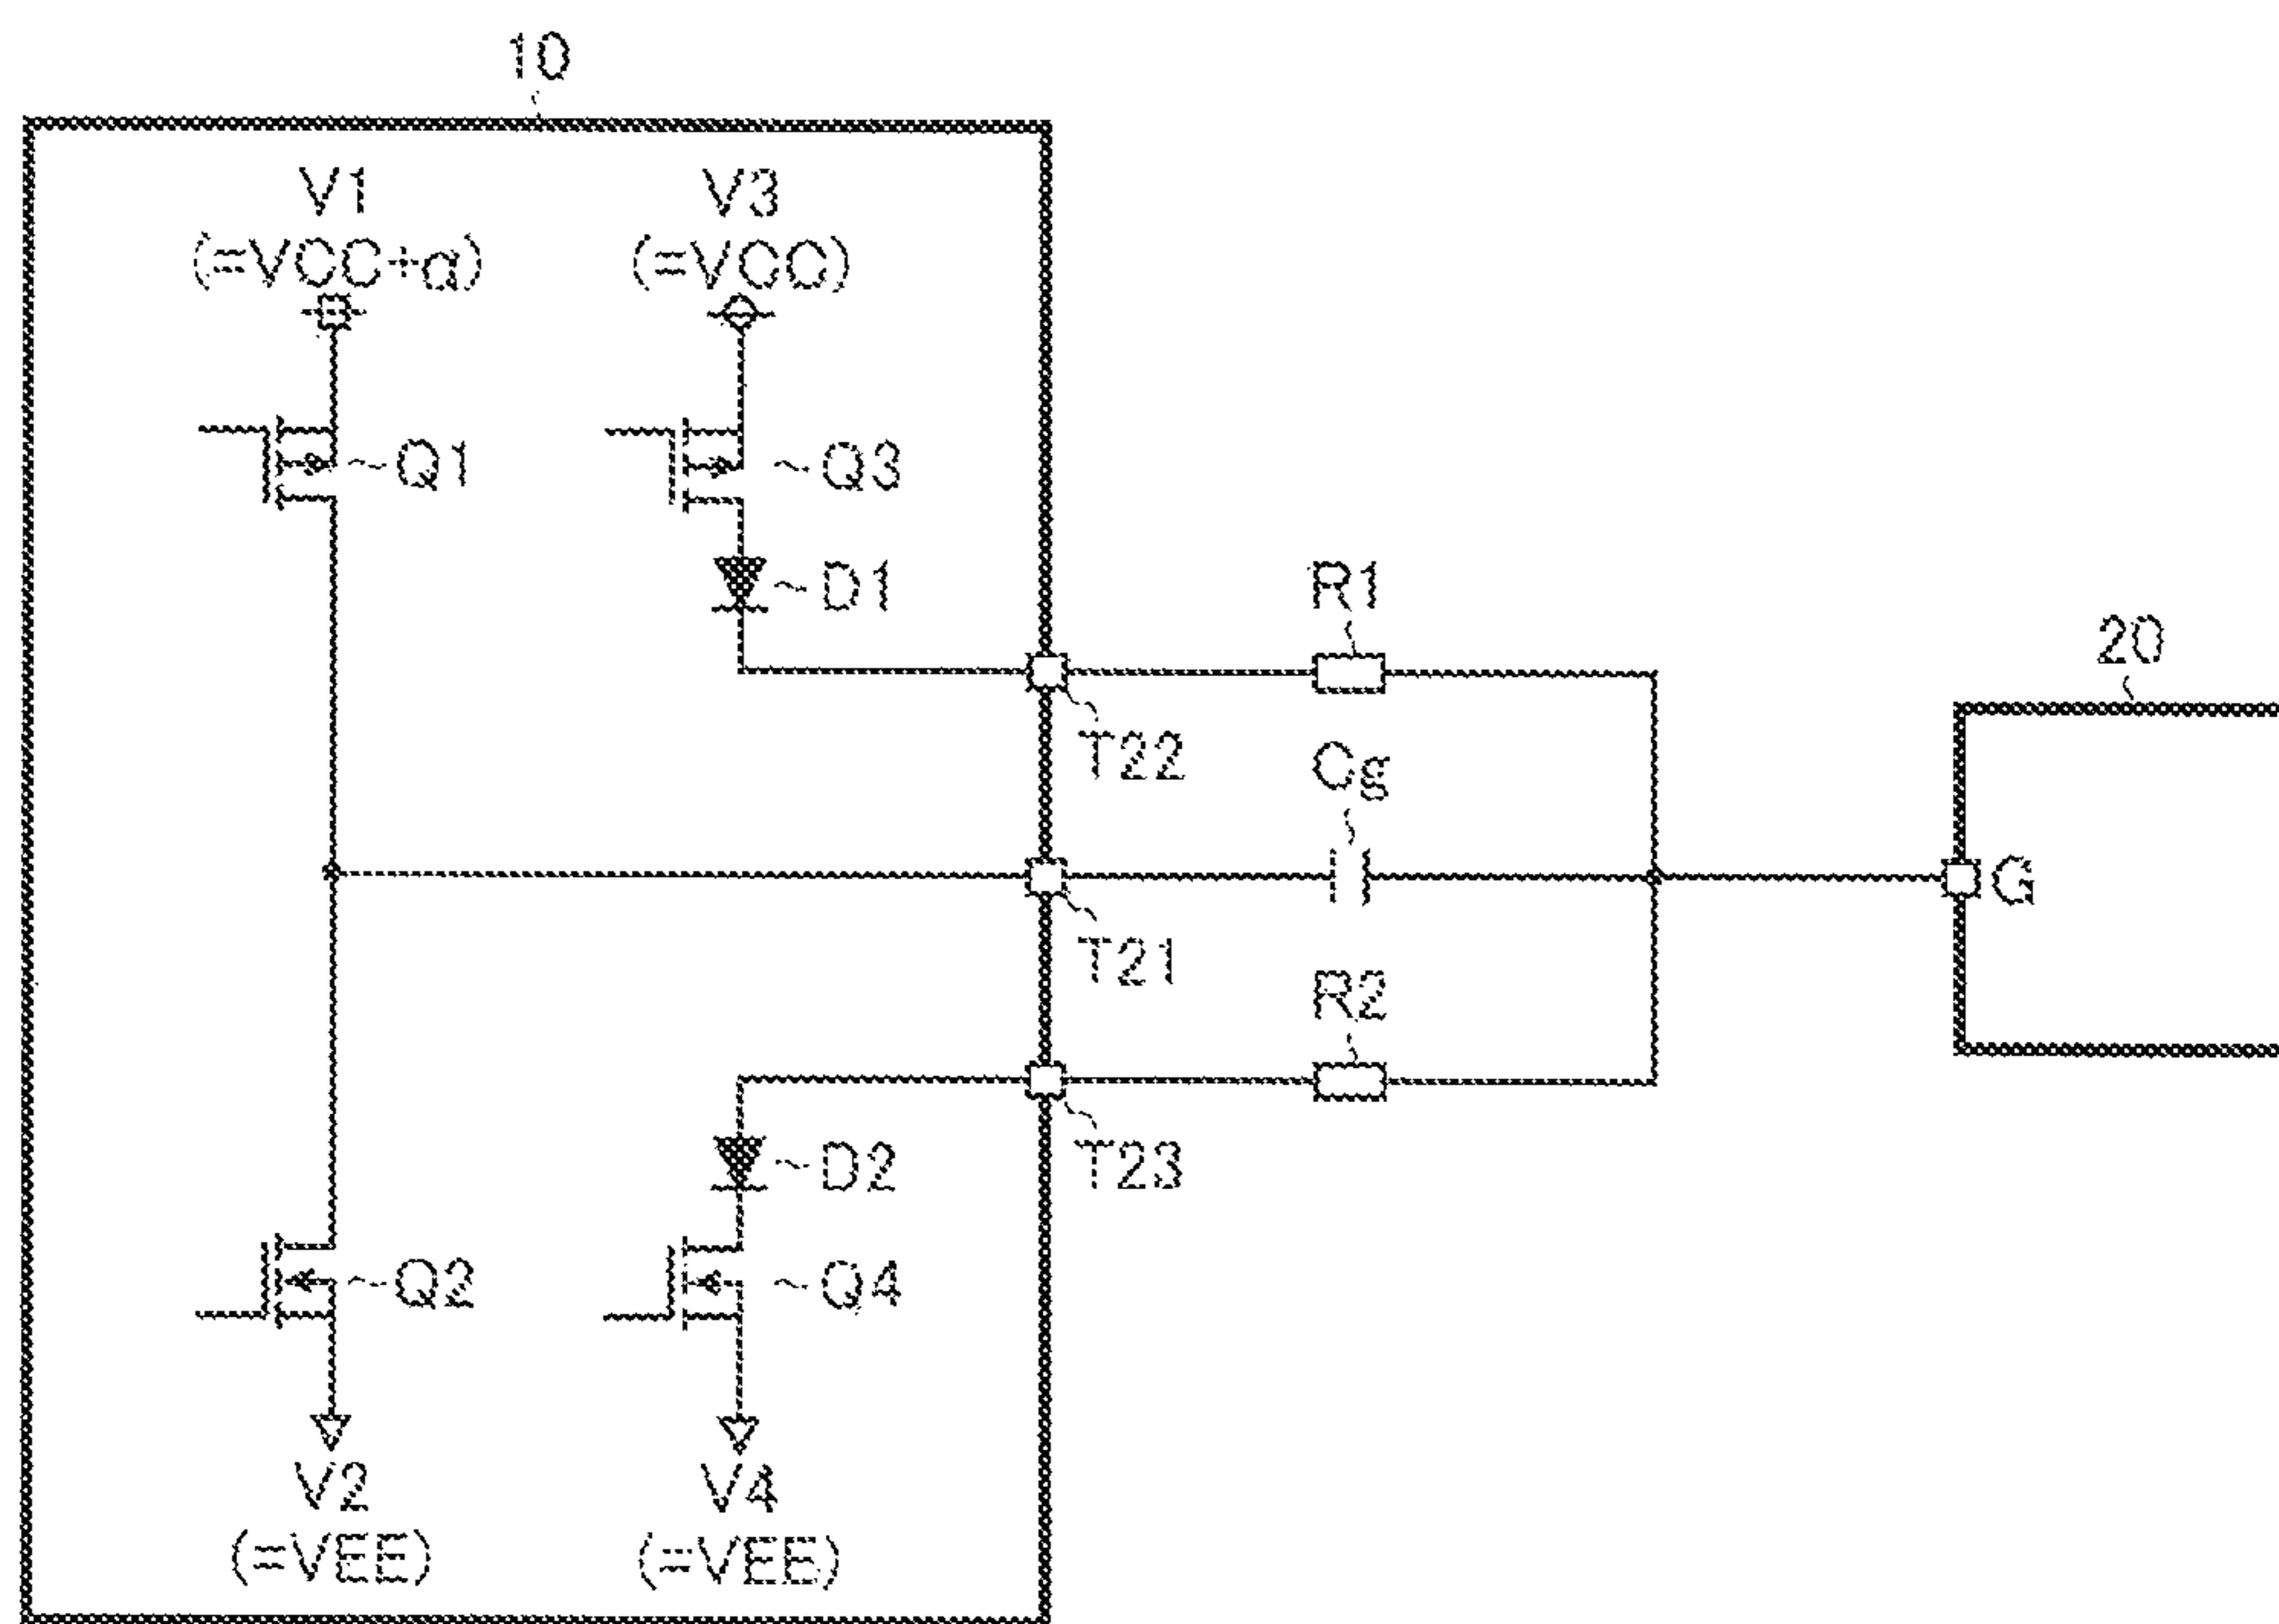 10
V1
(=VCC+α)
V3
(=VCC)
Q1
Q3
D1
R1
20
T22
Cg
G
T21
R2
D2
T23
Q2
Q4
V2
(=VEE)
V4
(=VEE)